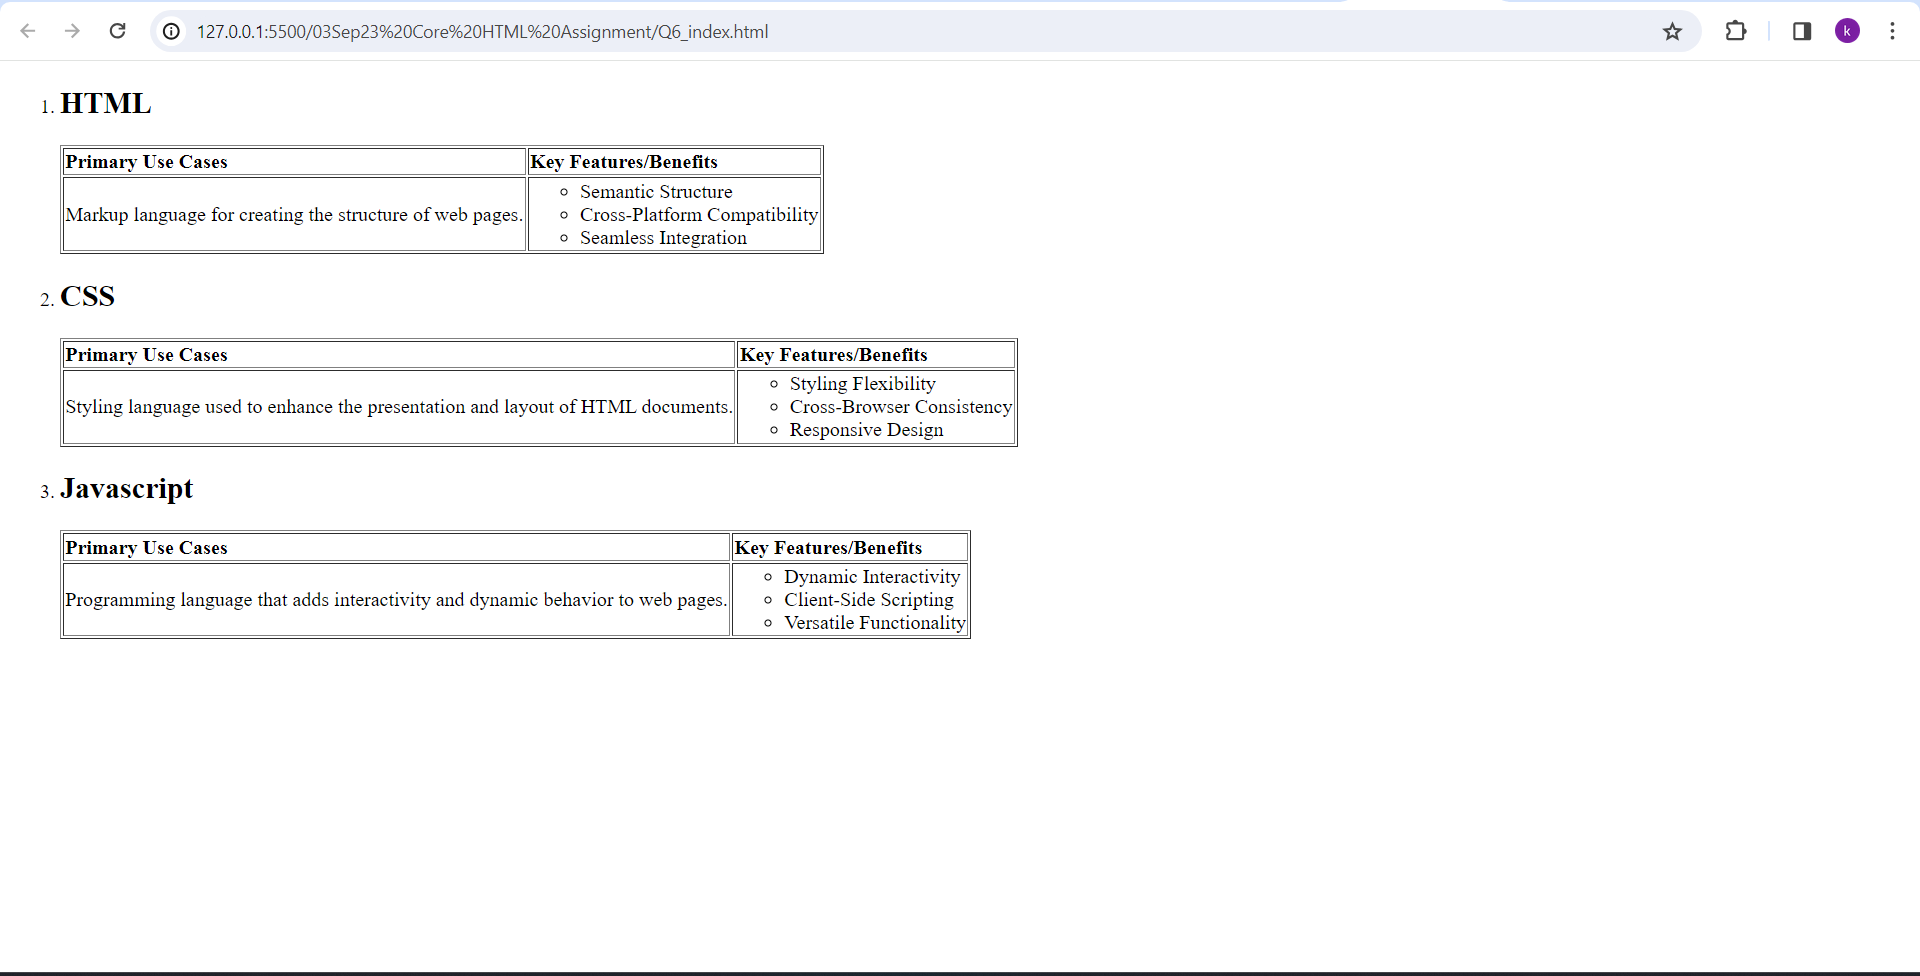 127.0.0.1:5500/03Sep23%20Core%20HTML%20Assignment/Q6_index.html
k
1. HTML
Primary Use Cases Key Features/Benefits
Markup language for creating the structure of web pages.
Semantic Structure
Cross-Platform Compatibility
Seamless Integration
2. CSS
Primary Use Cases Key Features/Benefits
Styling language used to enhance the presentation and layout of HTML documents.
Styling Flexibility
Cross-Browser Consistency
Responsive Design
3. Javascript
Primary Use Cases Key Features/Benefits
Programming language that adds interactivity and dynamic behavior to web pages.
Dynamic Interactivity
Client-Side Scripting
Versatile Functionality